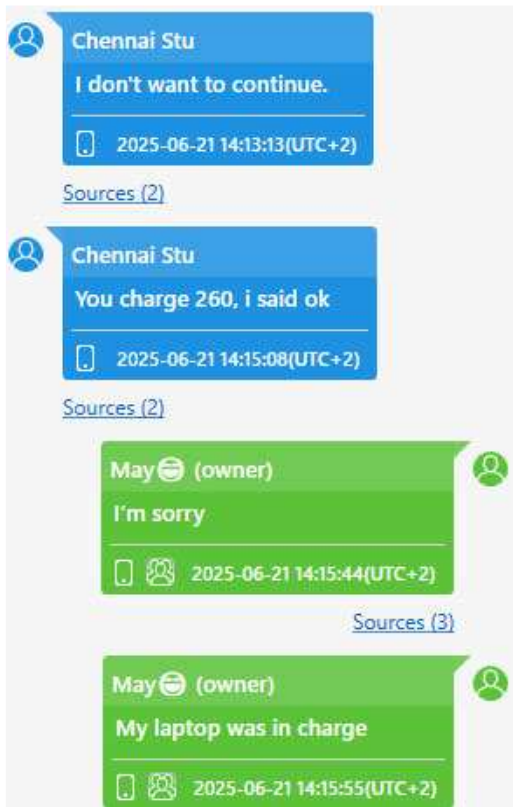 Chennai Stu
I don't want to continue.
2025-06-21 14:13:13(UTC+2)
Sources (2)
Chennai Stu
You charge 260, i said ok
2025-06-21 14:15:08(UTC+2)
Sources (2)
May😁 (owner)
I'm sorry
2025-06-21 14:15:44(UTC+2)
Sources (3)
May😁 (owner)
My laptop was in charge
2025-06-21 14:15:55(UTC+2)